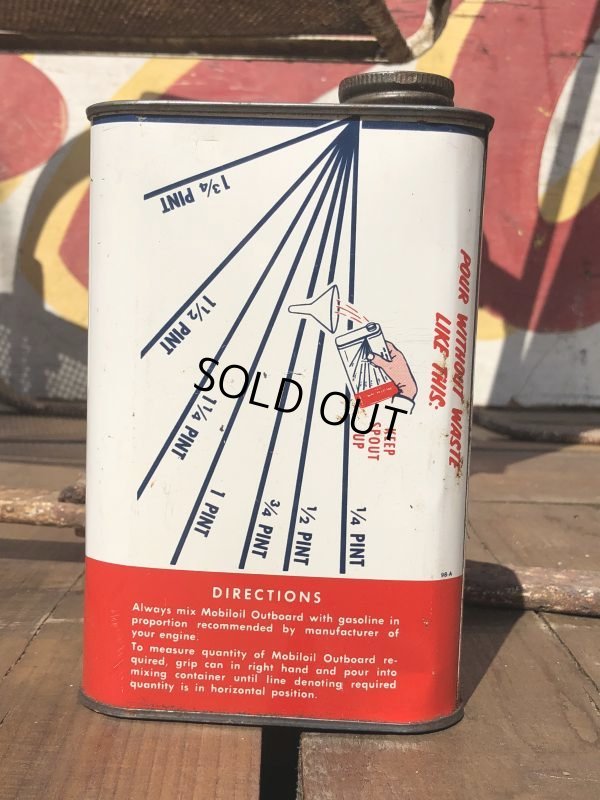 1¾ PINT
1½ PINT
1¼ PINT
1 PINT
¾ PINT
½ PINT
¼ PINT
POUR WITHOUT WASTE
LIKE THIS:
KEEP
SPOUT
UP
SOLD OUT
98-A
DIRECTIONS
Always mix Mobiloil Outboard with gasoline in
proportion recommended by manufacturer of
your engine.
To measure quantity of Mobiloil Outboard re-
quired, grip can in right hand and pour into
mixing container until line denoting required
quantity is in horizontal position.